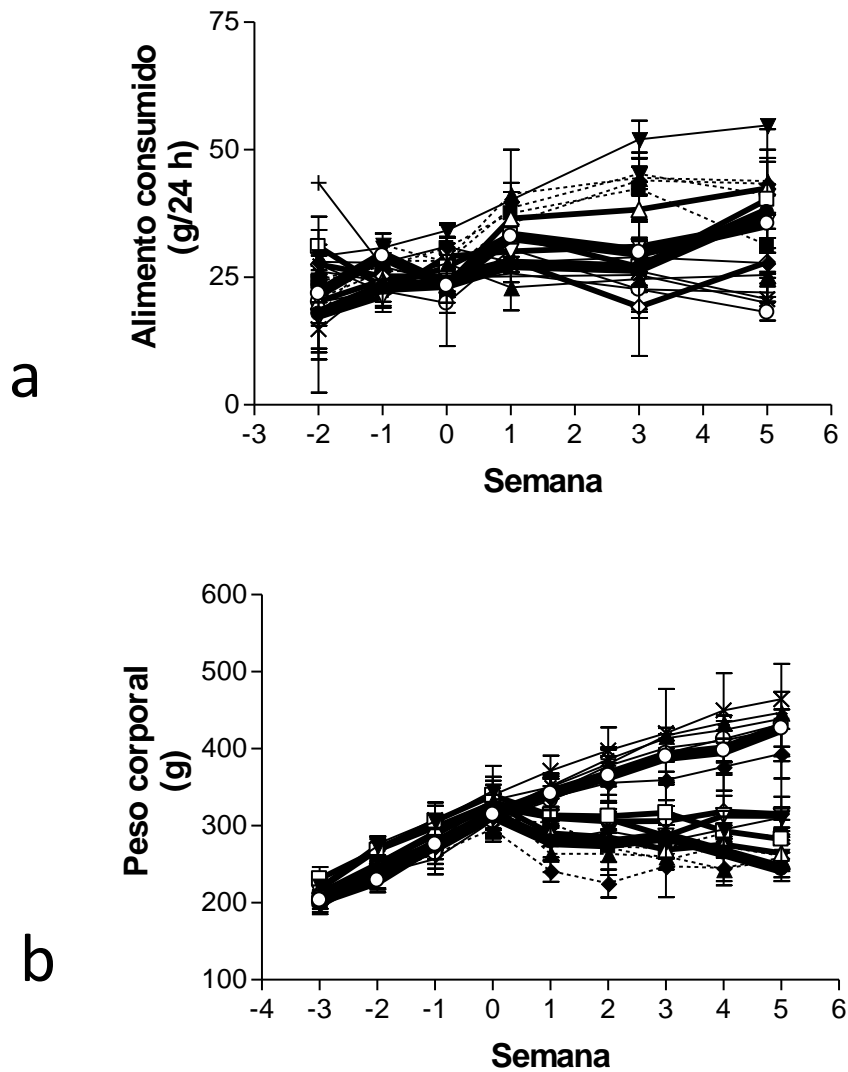 75
50
25
0
Alimento consumido
(g/24 h)
-3 -2 -1 0 1 2 3 4 5 6
Semana
a
600
500
400
300
200
100
Peso corporal
(g)
-4 -3 -2 -1 0 1 2 3 4 5 6
Semana
b